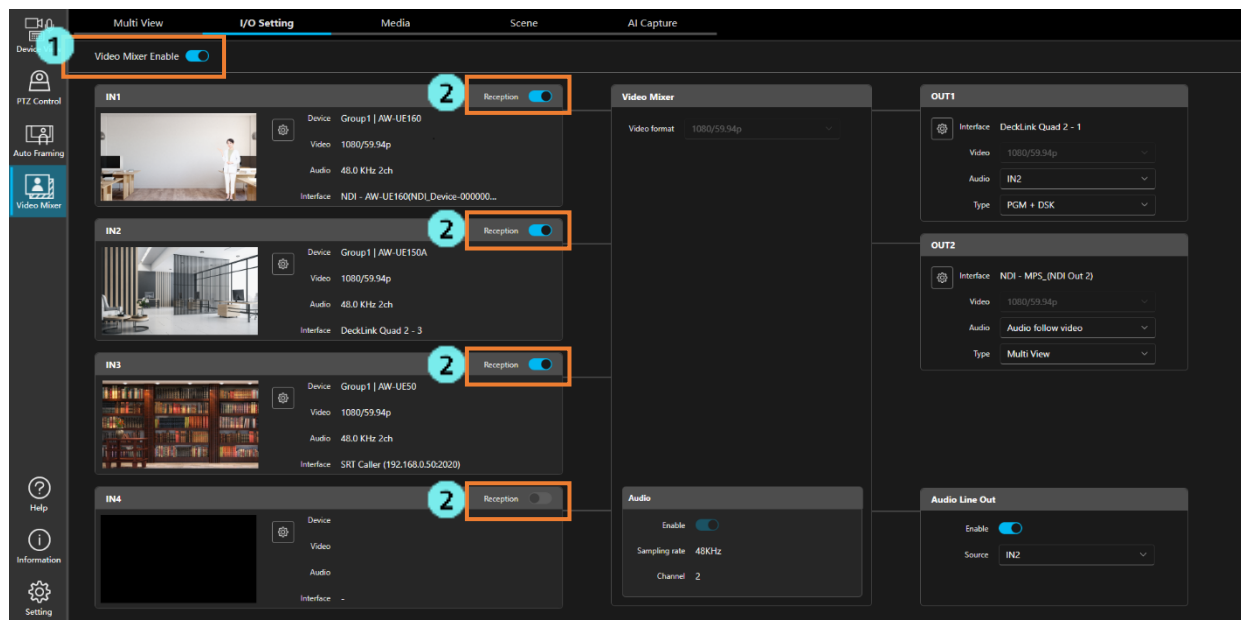 Multi View
I/O Setting
Media
Scene
AI Capture
1
Video Mixer Enable
PTZ Control
Auto Framing
Video Mixer
Help
Information
Setting
IN1
2
Reception
Device Group1 | AW-UE160
Video 1080/59.94p
Audio 48.0 KHz 2ch
Interface NDI - AW-UE160(NDI_Device-000000...
IN2
2
Reception
Device Group1 | AW-UE150A
Video 1080/59.94p
Audio 48.0 KHz 2ch
Interface DeckLink Quad 2 - 3
IN3
2
Reception
Device Group1 | AW-UE50
Video 1080/59.94p
Audio 48.0 KHz 2ch
Interface SRT Caller (192.168.0.50:2020)
IN4
2
Reception
Device
Video
Audio
Interface -
Video Mixer
Video format 1080/59.94p
Audio
Enable
Sampling rate 48KHz
Channel 2
OUT1
Interface DeckLink Quad 2 - 1
Video 1080/59.94p
Audio IN2
Type PGM + DSK
OUT2
Interface NDI - MPS_(NDI Out 2)
Video 1080/59.94p
Audio Audio follow video
Type Multi View
Audio Line Out
Enable
Source IN2